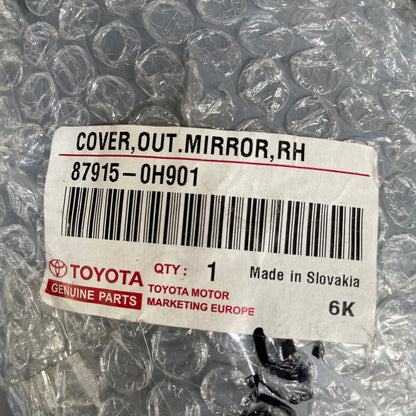 COVER,OUT.MIRROR,RH
87915-0H901
TOYOTA
GENUINE PARTS
QTY: 1
TOYOTA MOTOR
MARKETING EUROPE
Made in Slovakia
6K